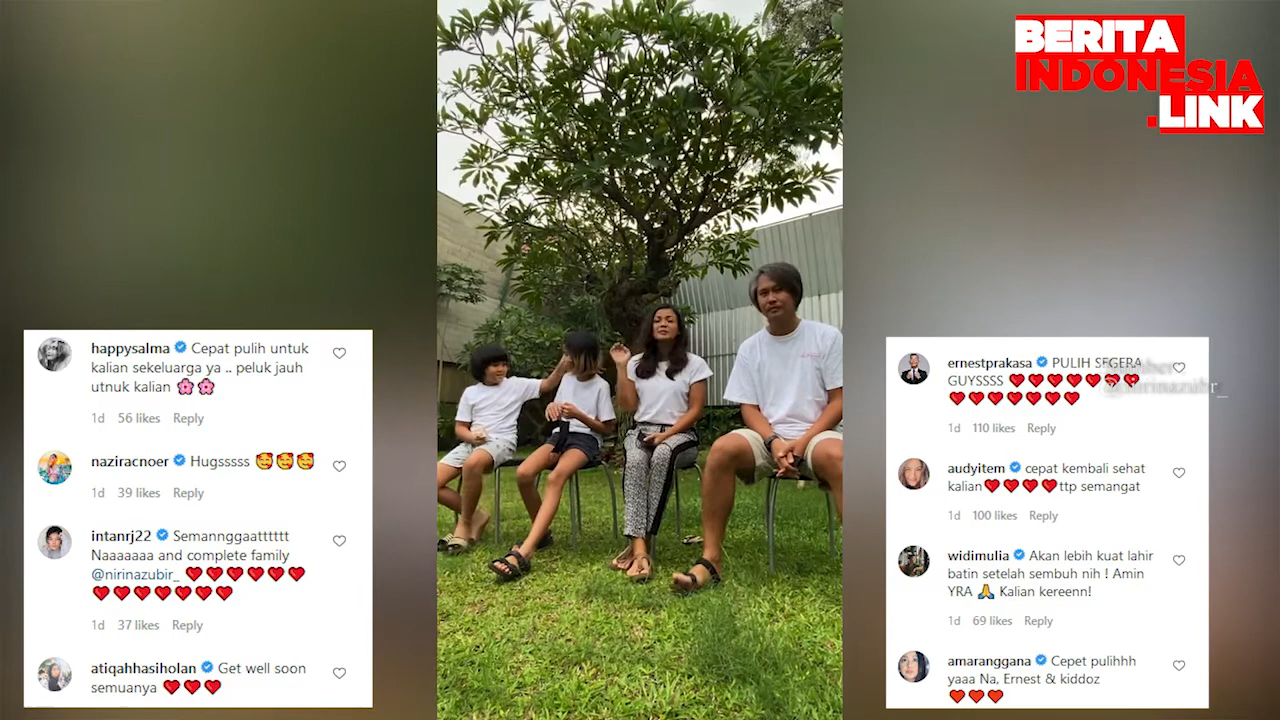 BERITA
INDONESIA
.LINK
happysalma Cepat pulih untuk
kalian sekeluarga ya .. peluk jauh
utnuk kalian 🌸🌸
1d 56 likes Reply
naziracnoer Hugsssss 🥰🥰🥰
1d 39 likes Reply
intanrj22 Semannggaatttttt
Naaaaaaa and complete family
@nirinazubir_ ❤️❤️❤️❤️❤️❤️
❤️❤️❤️❤️❤️❤️❤️
1d 37 likes Reply
atiqahhasiholan Get well soon
semuanya ❤️❤️❤️
ernestprakasa PULIH SEGERA
GUYSSSS ❤️❤️❤️❤️❤️❤️❤️
❤️❤️❤️❤️❤️❤️❤️
1d 110 likes Reply
audyitem cepat kembali sehat
kalian❤️❤️❤️❤️ttp semangat
1d 100 likes Reply
widimulia Akan lebih kuat lahir
batin setelah sembuh nih ! Amin
YRA 🙏 Kalian kereenn!
1d 69 likes Reply
amaranggana Cepet pulihhh
yaaa Na, Ernest & kiddoz
❤️❤️❤️